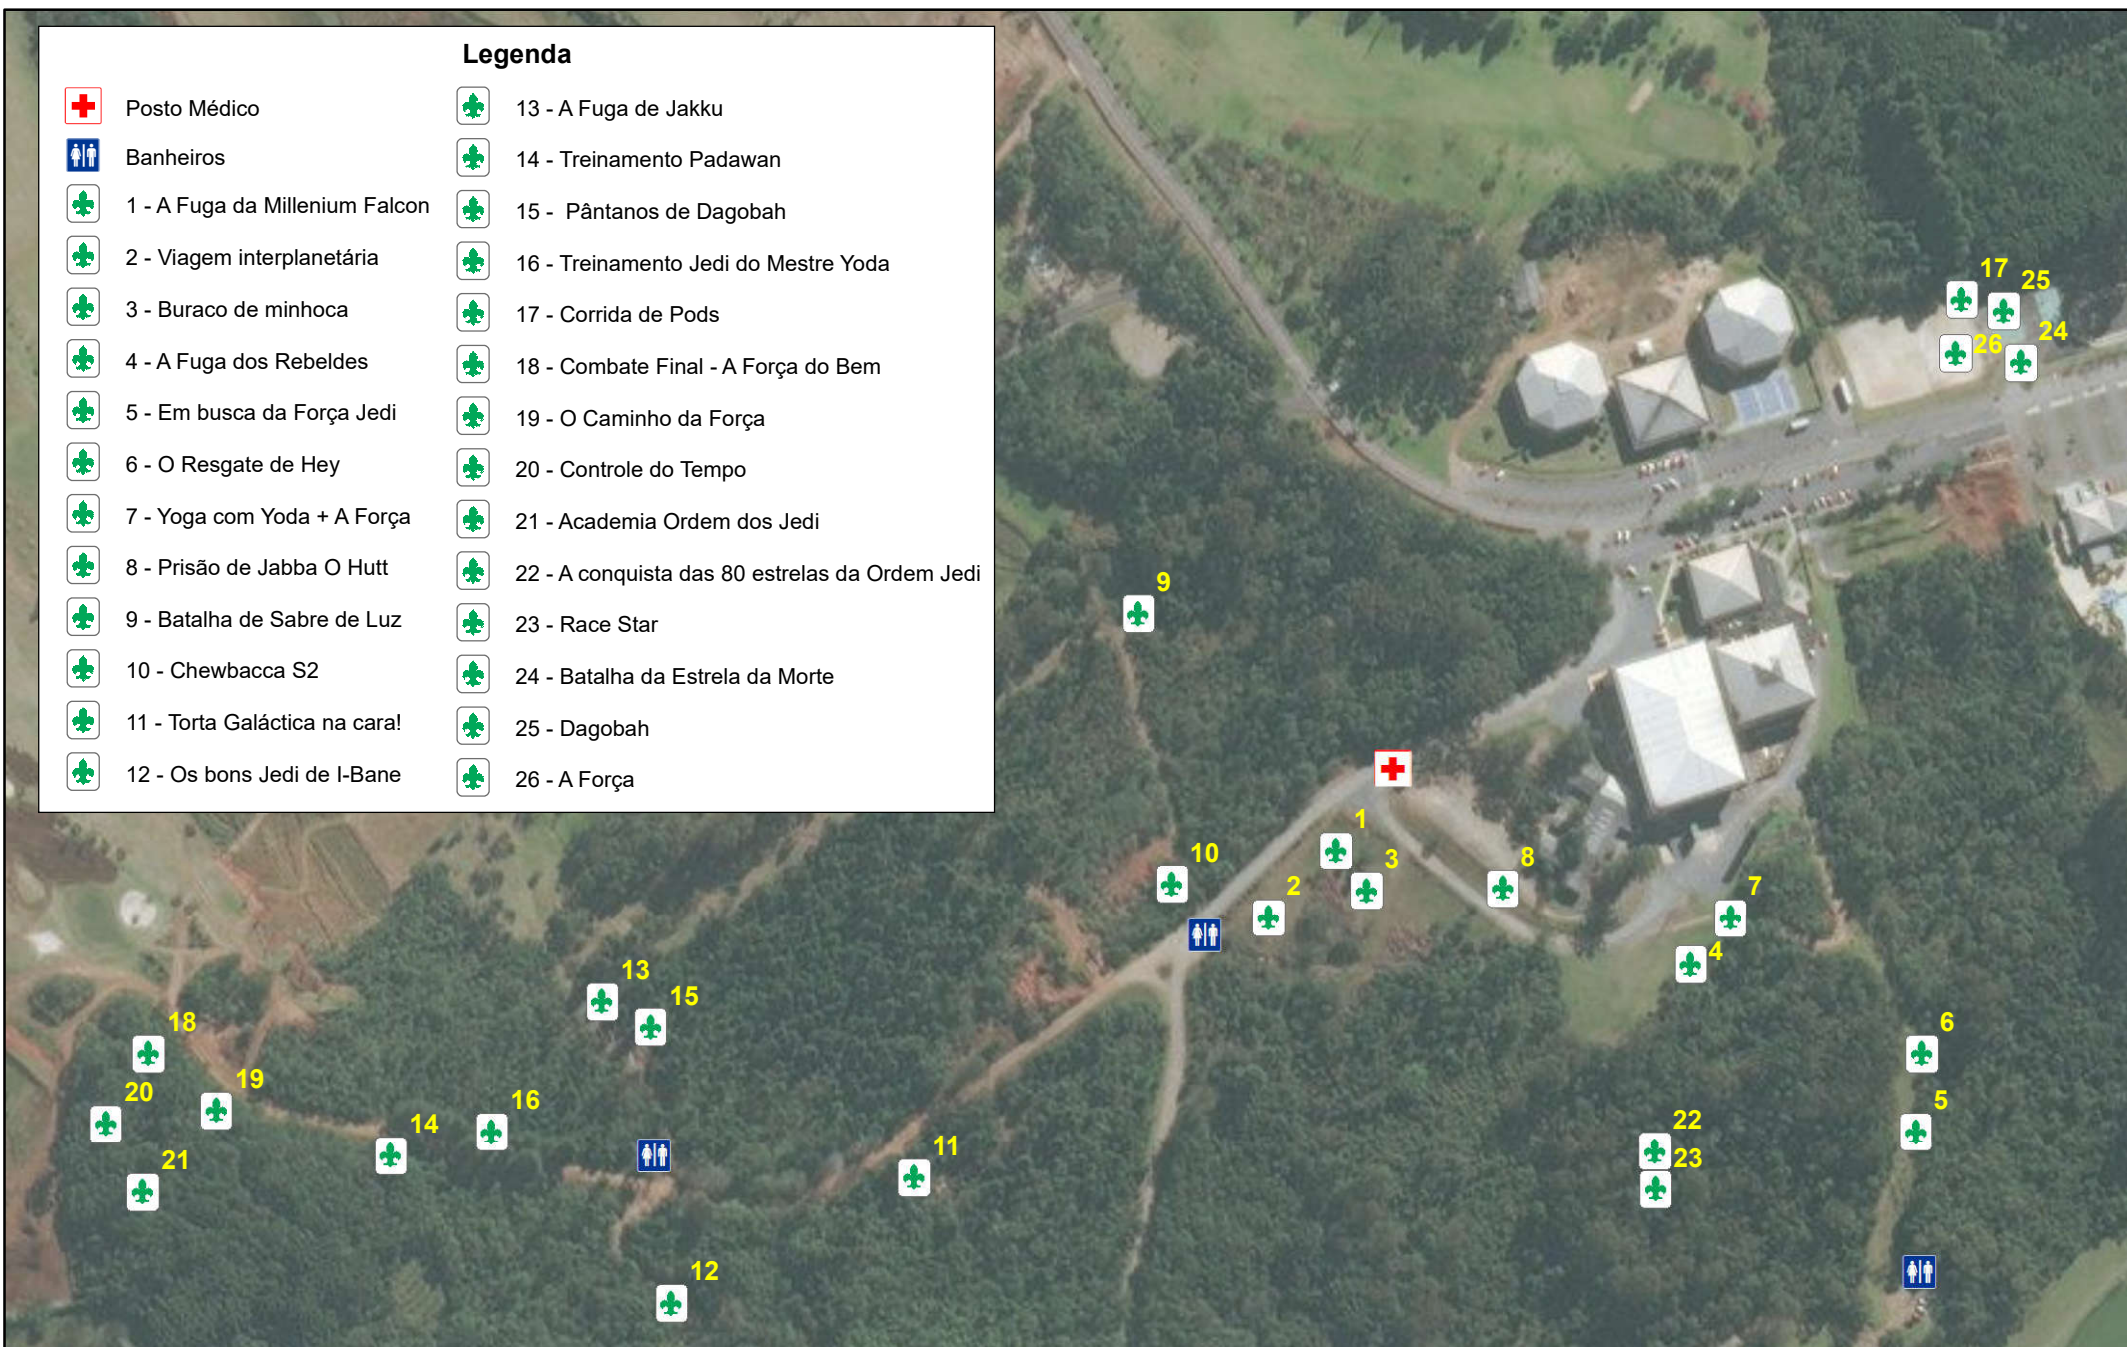 Legenda
Posto Médico
Banheiros
1 - A Fuga da Millenium Falcon
2 - Viagem interplanetária
3 - Buraco de minhoca
4 - A Fuga dos Rebeldes
5 - Em busca da Força Jedi
6 - O Resgate de Hey
7 - Yoga com Yoda + A Força
8 - Prisão de Jabba O Hutt
9 - Batalha de Sabre de Luz
10 - Chewbacca S2
11 - Torta Galáctica na cara!
12 - Os bons Jedi de I-Bane
13 - A Fuga de Jakku
14 - Treinamento Padawan
15 -  Pântanos de Dagobah
16 - Treinamento Jedi do Mestre Yoda
17 - Corrida de Pods
18 - Combate Final - A Força do Bem
19 - O Caminho da Força
20 - Controle do Tempo
21 - Academia Ordem dos Jedi
22 - A conquista das 80 estrelas da Ordem Jedi
23 - Race Star
24 - Batalha da Estrela da Morte
25 - Dagobah
26 - A Força
17
25
24
26
9
1
10
3
8
2
7
4
13
15
18
6
20
19
16
14
5
22
11
21
23
12